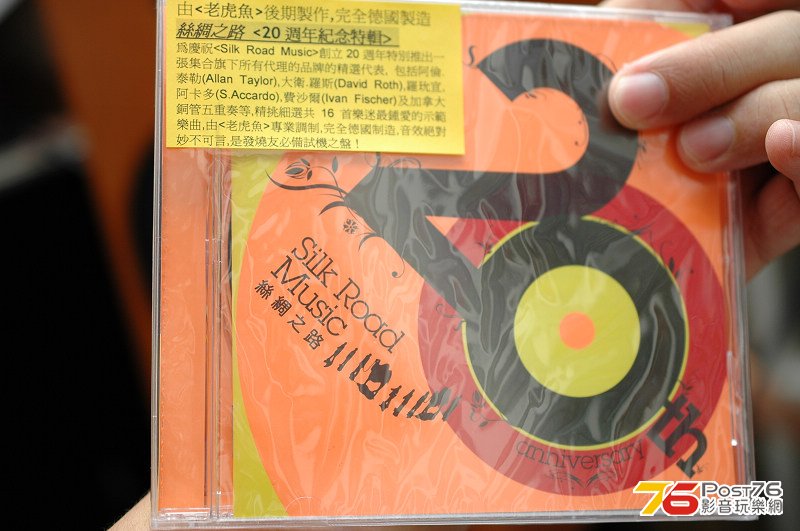 由<老虎魚>後期製作,完全德國製造
絲綢之路 <20 週年紀念特輯>
爲慶祝<Silk Road Music>創立 20 週年特別推出一
張集合旗下所有代理的品牌的精選代表, 包括阿倫.
泰勒(Allan Taylor),大衛.羅斯(David Roth),羅玧宜,
阿卡多(S.Accardo),費沙爾(Ivan Fischer)及加拿大
銅管五重奏等,精挑細選共 16 首樂迷最鍾愛的示範
樂曲,由<老虎魚>專業調制,完全德國制造,音效絕對
妙不可言,是發燒友必備試機之盤!
20th
anniversary
Silk Road
Music
絲綢之路
76 Post76
影音玩樂網